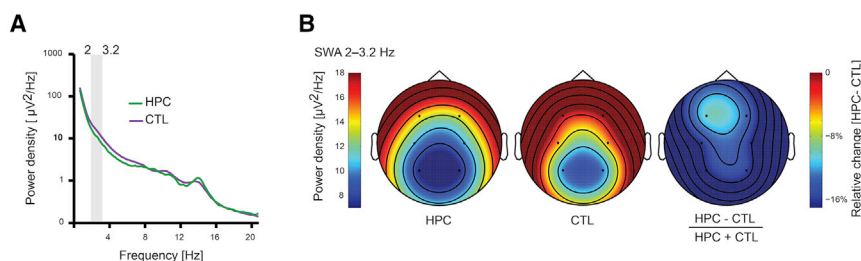 A
2 3.2
1000
100
10
1
0
Power density [ µV2/Hz]
HPC
CTL
4 8 12 16 20
Frequency [Hz]
B
SWA 2–3.2 Hz
Power density [µV2/Hz]
18
16
14
12
10
8
HPC
CTL
HPC - CTL
HPC + CTL
0
−8%
−16%
Relative change [HPC- CTL]